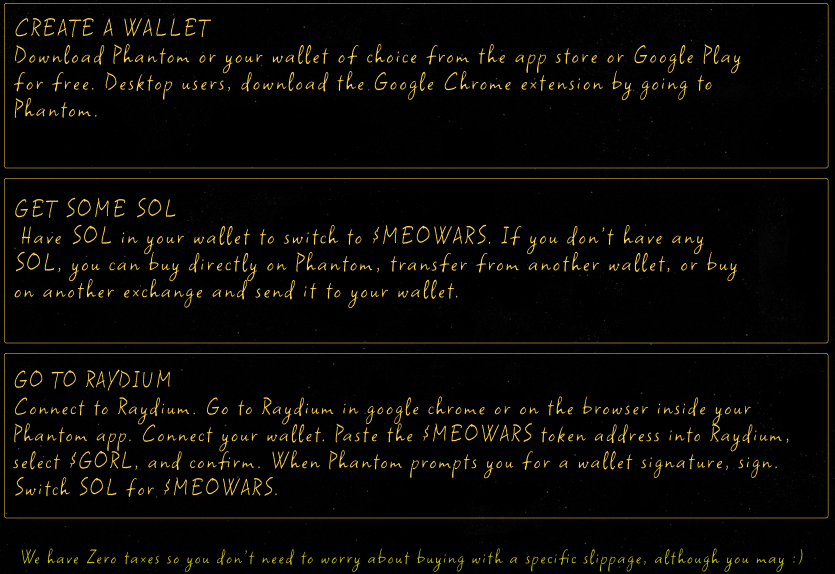 CREATE A WALLET
Download Phantom or your wallet of choice from the app store or Google Play
for free. Desktop users, download the Google Chrome extension by going to
Phantom.
GET SOME SOL
Have SOL in your wallet to switch to $MEOWARS. If you don't have any
SOL, you can buy directly on Phantom, transfer from another wallet, or buy
on another exchange and send it to your wallet.
GO TO RAYDIUM
Connect to Raydium. Go to Raydium in google chrome or on the browser inside your
Phantom app. Connect your wallet. Paste the $MEOWARS token address into Raydium,
select $GORL, and confirm. When Phantom prompts you for a wallet signature, sign.
Switch SOL for $MEOWARS.
We have Zero taxes so you don't need to worry about buying with a specific slippage, although you may :)